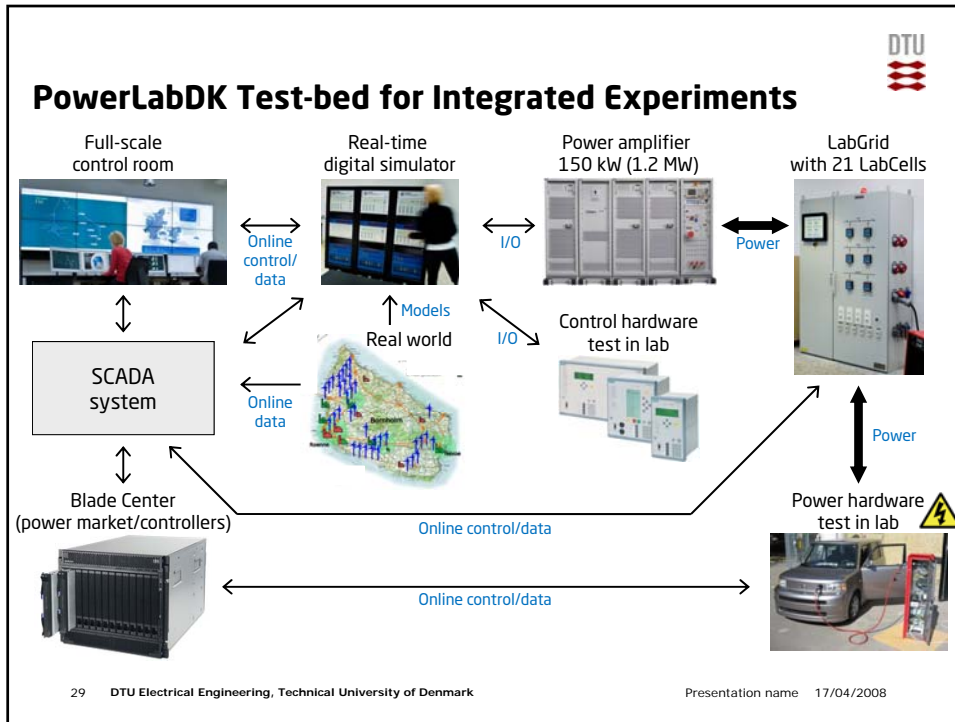 DTU
PowerLabDK Test-bed for Integrated Experiments
Full-scale
control room
Real-time
digital simulator
Power amplifier
150 kW (1.2 MW)
LabGrid
with 21 LabCells
Online
control/
data
I/O
Power
Models
Real world
I/O
Control hardware
test in lab
SCADA
system
Online
data
Bornholm
Power
Blade Center
(power market/controllers)
Online control/data
Power hardware
test in lab
Online control/data
29 DTU Electrical Engineering, Technical University of Denmark
Presentation name 17/04/2008